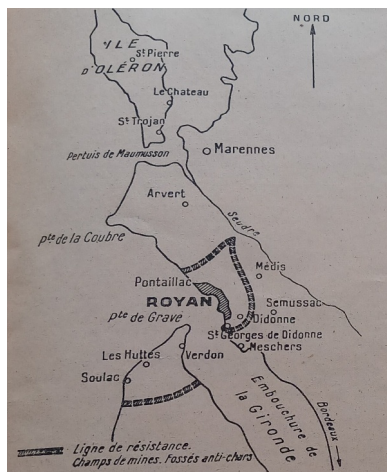 NORD
ILE
D'OLÉRON
St Pierre
Le Chateau
St Trojan
Pertuis de Maumusson
Marennes
Arvert
Seudre
Pte de la Coubre
Mèdis
Pontaillac
ROYAN
Semussac
Didonne
Pte de Grave
St Georges de Didonne
Meschers
Les Huttes
Verdon
Soulac
Embouchure de
la Gironde
Bordeaux
Ligne de résistance.
Champs de mines. Fossés anti-chars